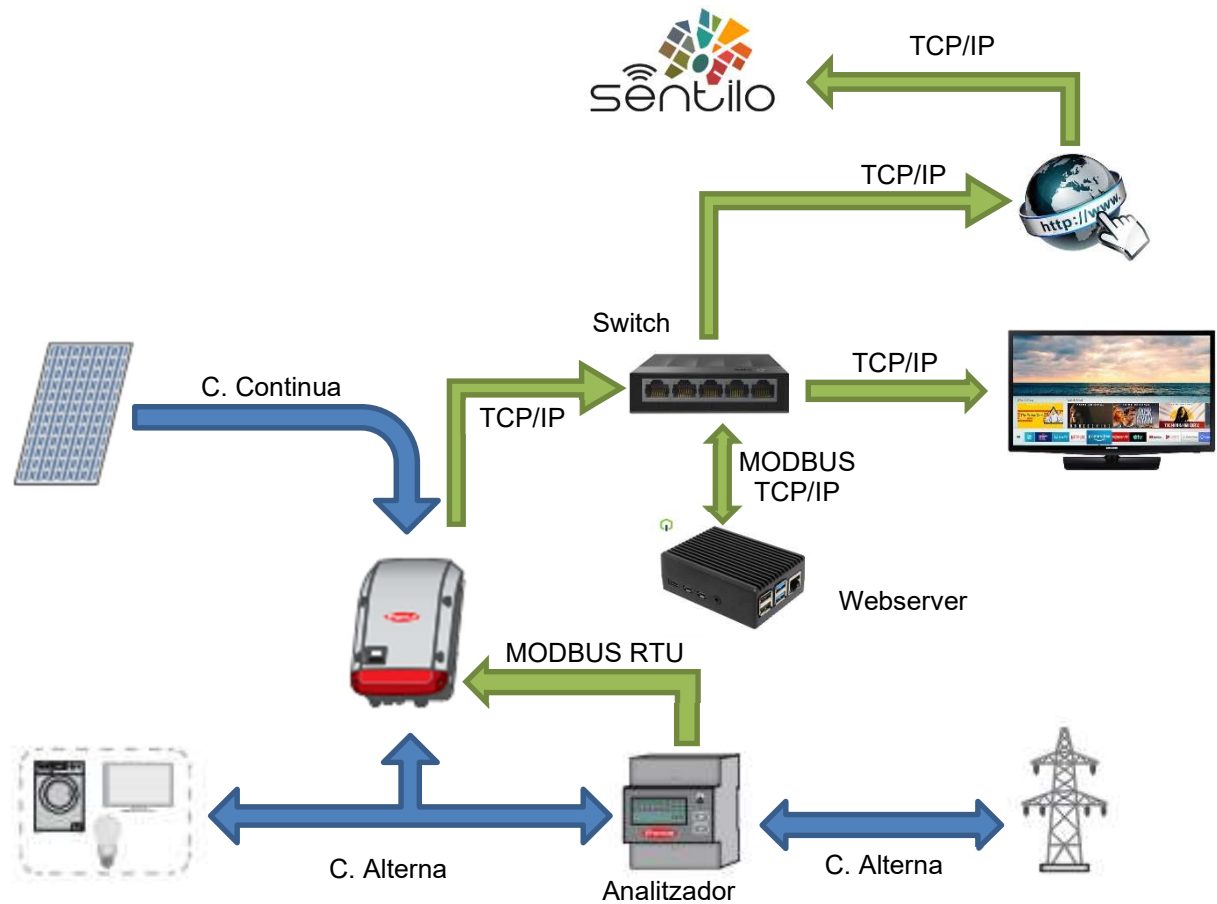 TCP/IP
sentilo
TCP/IP
http://www.
Switch
C. Continua
TCP/IP
TCP/IP
MODBUS
TCP/IP
Webserver
MODBUS RTU
C. Alterna
C. Alterna
Analitzador